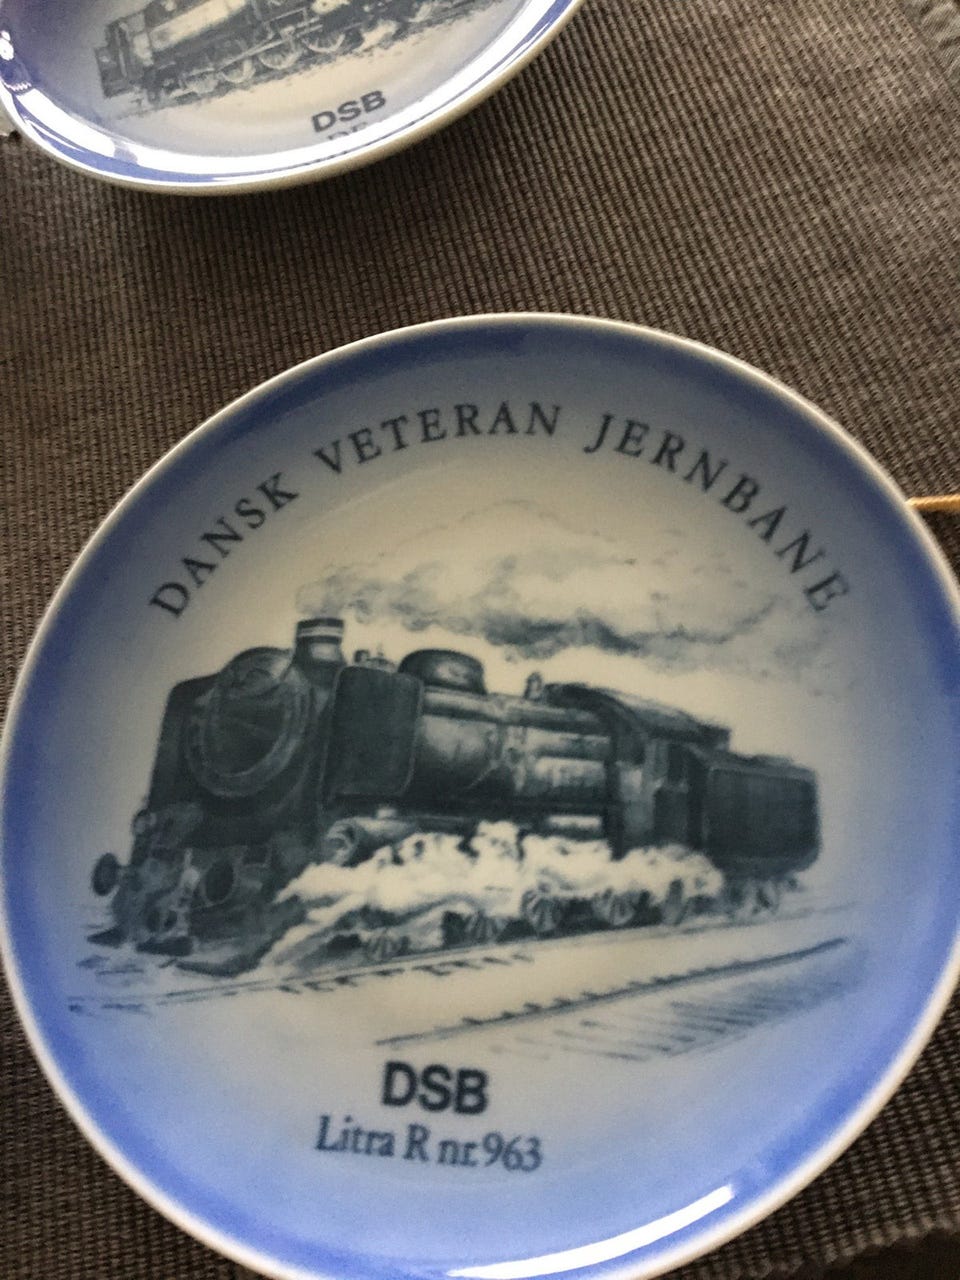 DSB
DANSK VETERAN JERNBANE
DSB
Litra R nr. 963